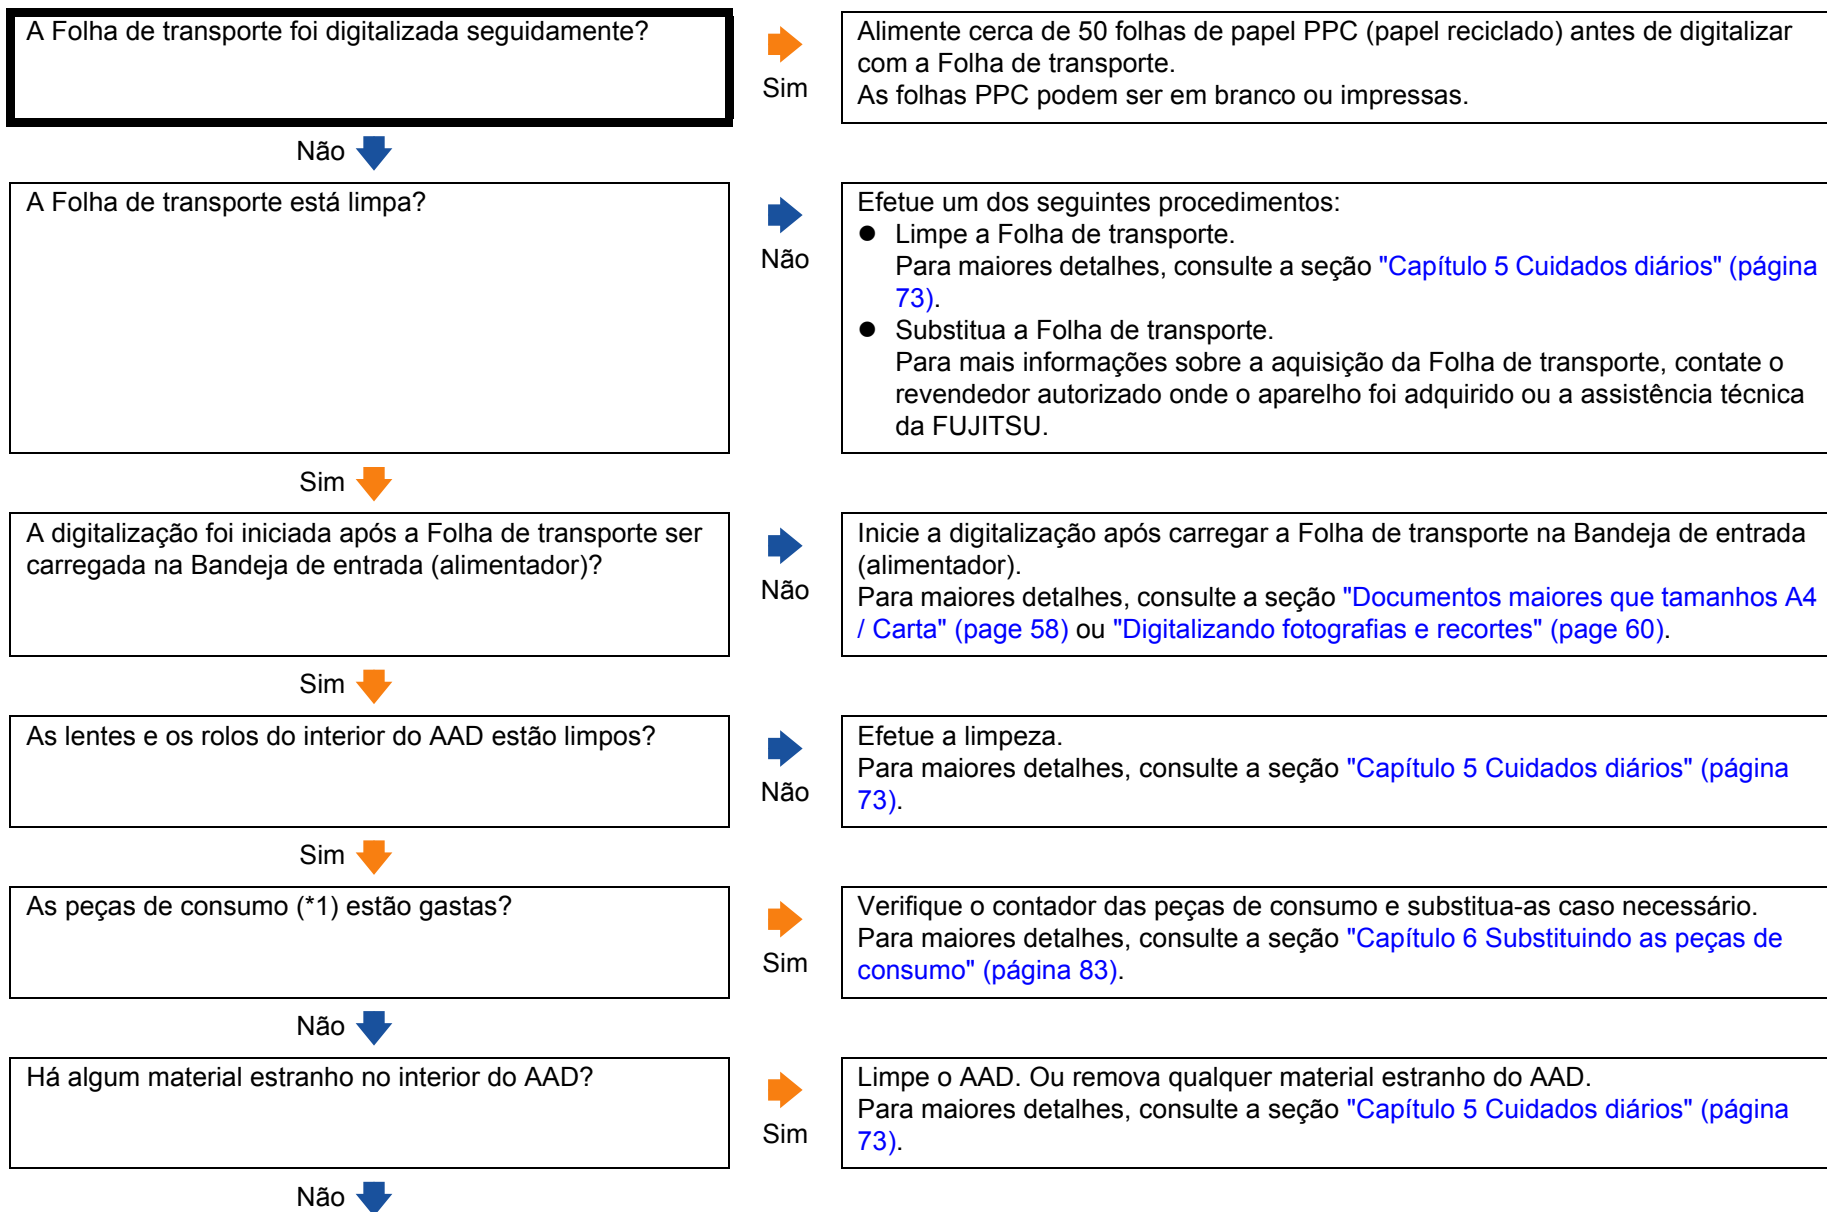 A Folha de transporte foi digitalizada seguidamente?
Sim
Alimente cerca de 50 folhas de papel PPC (papel reciclado) antes de digitalizar
com a Folha de transporte.
As folhas PPC podem ser em branco ou impressas.
Não
A Folha de transporte está limpa?
Não
Efetue um dos seguintes procedimentos:
● Limpe a Folha de transporte.
Para maiores detalhes, consulte a seção "Capítulo 5 Cuidados diários" (página
73).
● Substitua a Folha de transporte.
Para mais informações sobre a aquisição da Folha de transporte, contate o
revendedor autorizado onde o aparelho foi adquirido ou a assistência técnica
da FUJITSU.
Sim
A digitalização foi iniciada após a Folha de transporte ser
carregada na Bandeja de entrada (alimentador)?
Não
Inicie a digitalização após carregar a Folha de transporte na Bandeja de entrada
(alimentador).
Para maiores detalhes, consulte a seção "Documentos maiores que tamanhos A4
/ Carta" (page 58) ou "Digitalizando fotografias e recortes" (page 60).
Sim
As lentes e os rolos do interior do AAD estão limpos?
Não
Efetue a limpeza.
Para maiores detalhes, consulte a seção "Capítulo 5 Cuidados diários" (página
73).
Sim
As peças de consumo (*1) estão gastas?
Sim
Verifique o contador das peças de consumo e substitua-as caso necessário.
Para maiores detalhes, consulte a seção "Capítulo 6 Substituindo as peças de
consumo" (página 83).
Não
Há algum material estranho no interior do AAD?
Sim
Limpe o AAD. Ou remova qualquer material estranho do AAD.
Para maiores detalhes, consulte a seção "Capítulo 5 Cuidados diários" (página
73).
Não